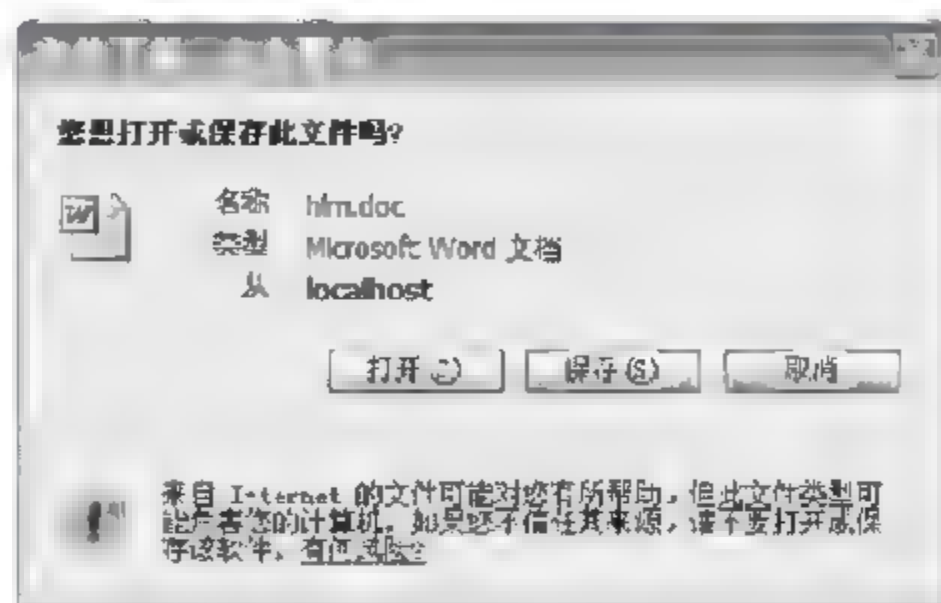 您想打开或保存此文件吗?
名称
类型 Microsoft Word 文档
从 localhost
打开
保存(S)
取消
来自 Internet 的文件可能对您有所帮助，但此文件类型可
能危害您的计算机。如果您不信任其来源，请不要打开或保
存该软件。有何风险?